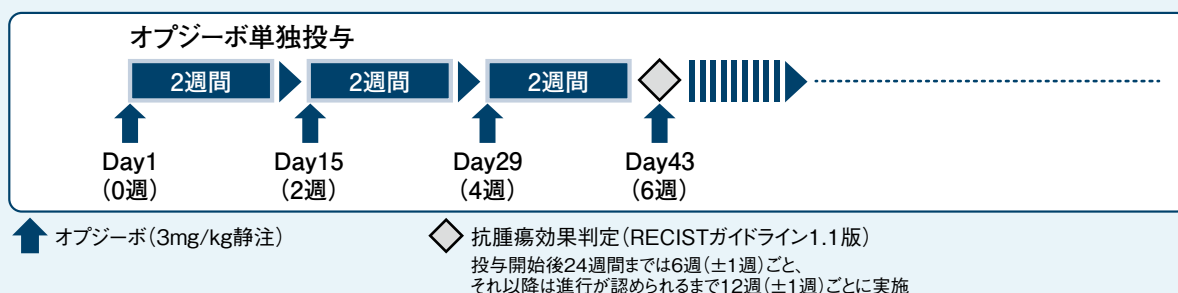 オプジーボ単独投与
2週間 2週間 2週間
Day1 Day15 Day29 Day43
（0週） （2週） （4週） （6週）
オプジーボ（3mg/kg静注） 抗腫瘍効果判定（RECISTガイドライン1.1版）
投与開始後24週間までは6週（±1週）ごと、
それ以降は進行が認められるまで12週（±1週）ごとに実施